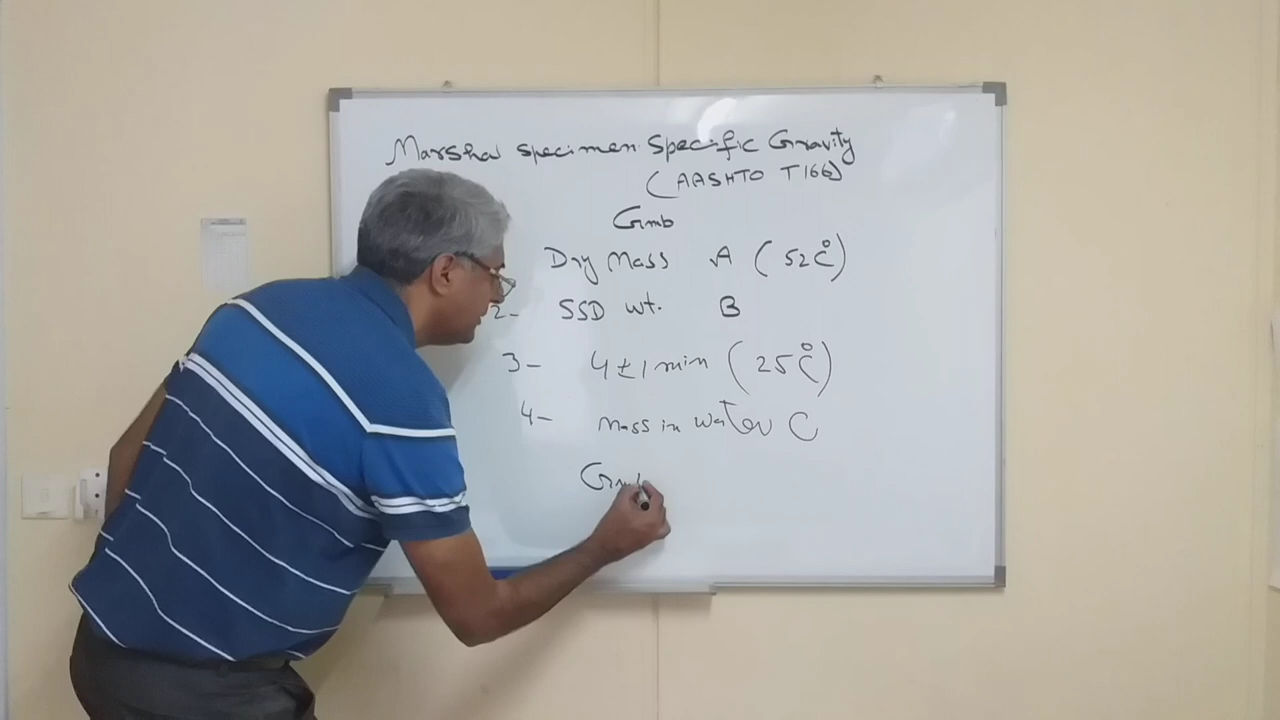 Marshal specimen Specific Gravity
(AASHTO T166)
Gmb
Dry Mass A (52°C)
2- SSD wt. B
3- 4±1 min (25°C)
4- Mass in Water C
Gmb